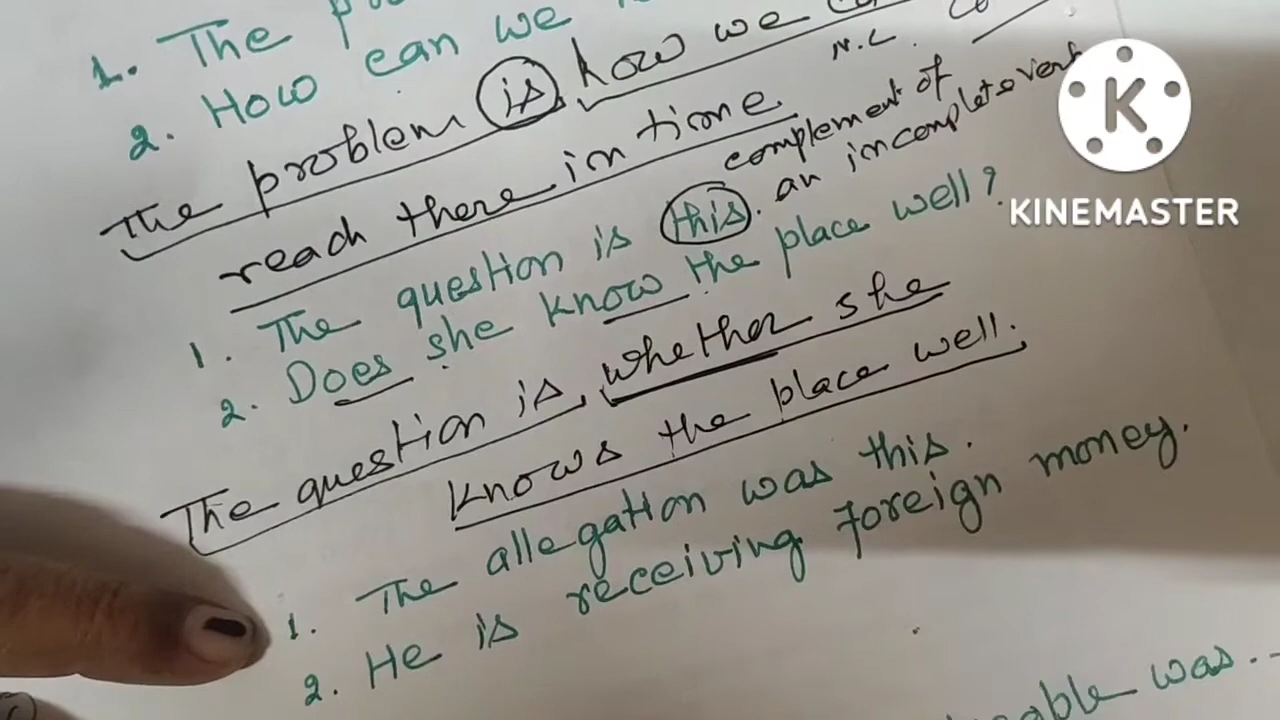 1. The
2. How can we
The problem is how we
reach there in time
N.C.
complement of
an incomplete verb
1. The question is this.
2. Does she know the place well?
The question is whether she
knows the place well.
1. The allegation was this.
2. He is receiving foreign money.
was.
KINEMASTER